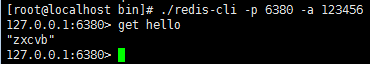 [root@localhost bin]# ./redis-cli -p 6380 -a 123456
127.0.0.1:6380> get hello
"zxcvb"
127.0.0.1:6380>